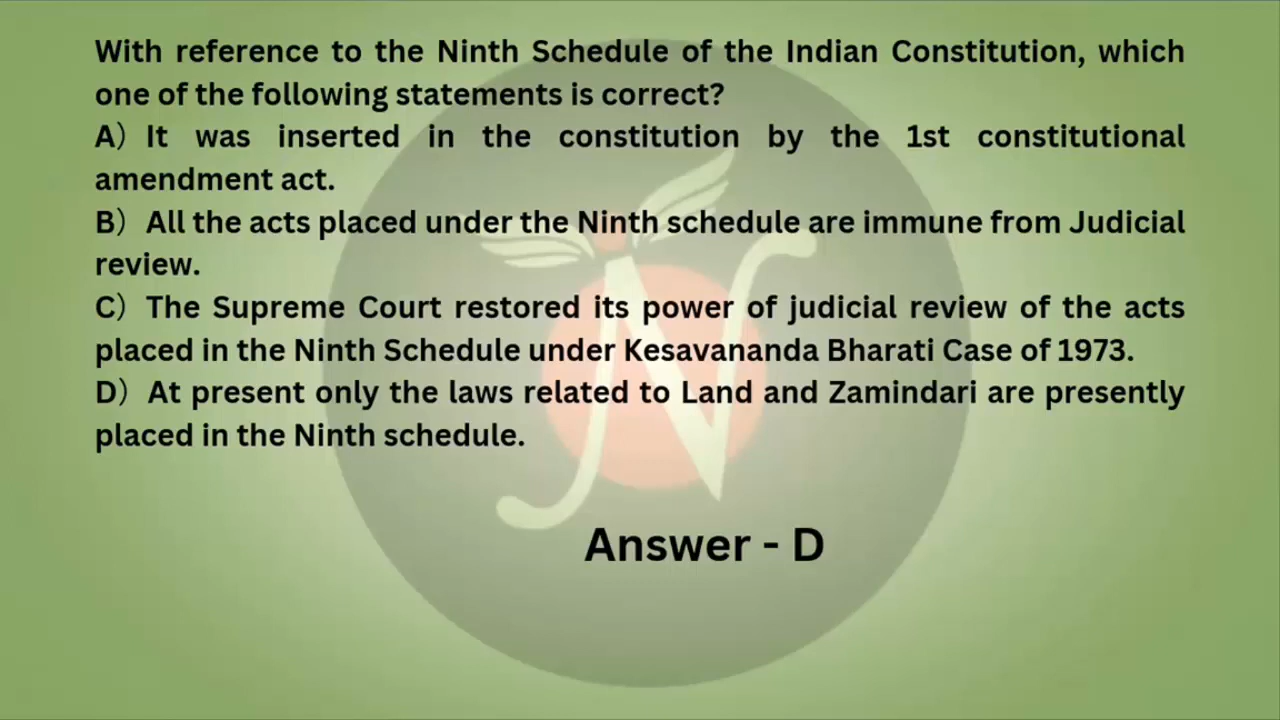 With reference to the Ninth Schedule of the Indian Constitution, which
one of the following statements is correct?
A) It was inserted in the constitution by the 1st constitutional
amendment act.
B) All the acts placed under the Ninth schedule are immune from Judicial
review.
C) The Supreme Court restored its power of judicial review of the acts
placed in the Ninth Schedule under Kesavananda Bharati Case of 1973.
D) At present only the laws related to Land and Zamindari are presently
placed in the Ninth schedule.
Answer - D